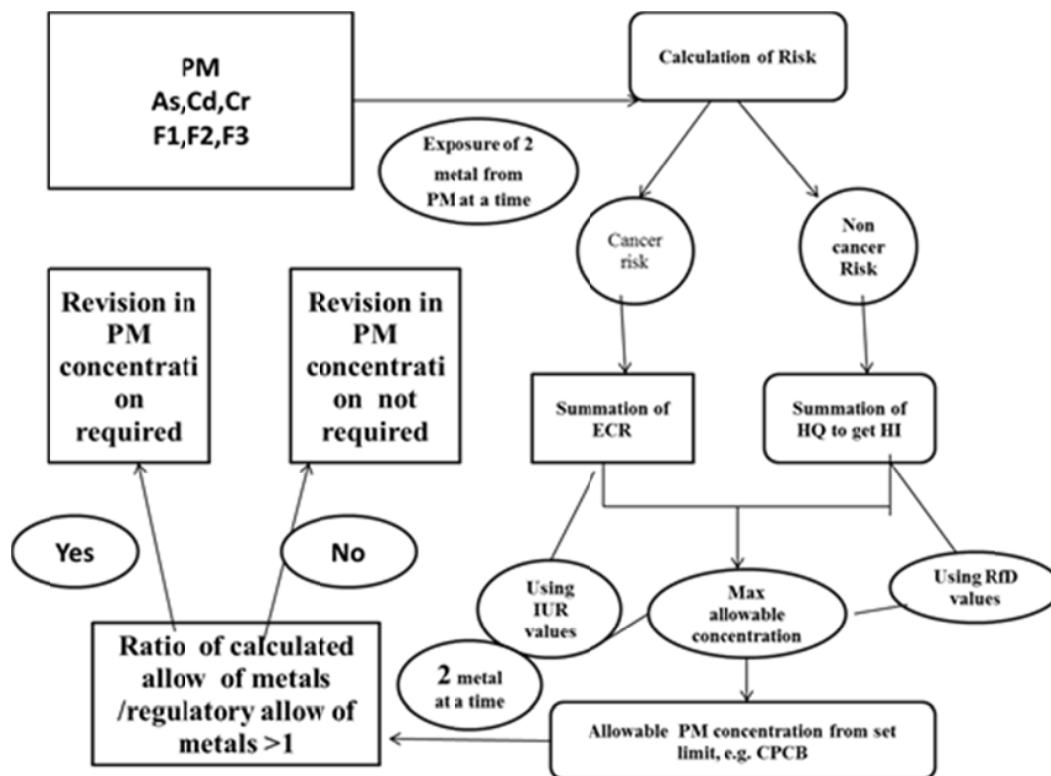 PM
As,Cd,Cr
F1,F2,F3
Calculation of Risk
Exposure of 2
metal from
PM at a time
Cancer
risk
Non
cancer
Risk
Revision in
PM
concentrati
on
required
Revision in
PM
concentrati
on not
required
Summation of
ECR
Summation of
HQ to get HI
Yes
No
Using
IUR
values
Max
allowable
concentration
Using RfD
values
Ratio of calculated
allow of metals
/regulatory allow of
metals >1
2 metal
at a time
Allowable PM concentration from set
limit, e.g. CPCB